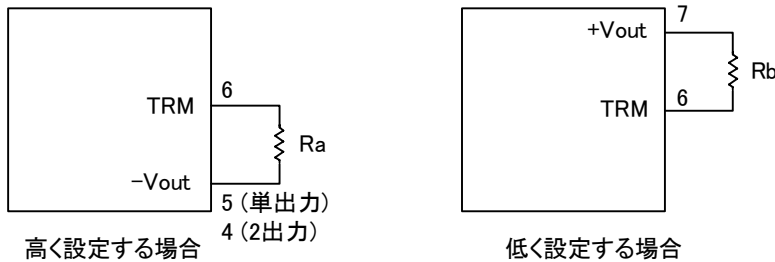 6
TRM
Ra
-Vout
5 (単出力)
4 (2出力)
高く設定する場合
7
+Vout
Rb
TRM
6
低く設定する場合